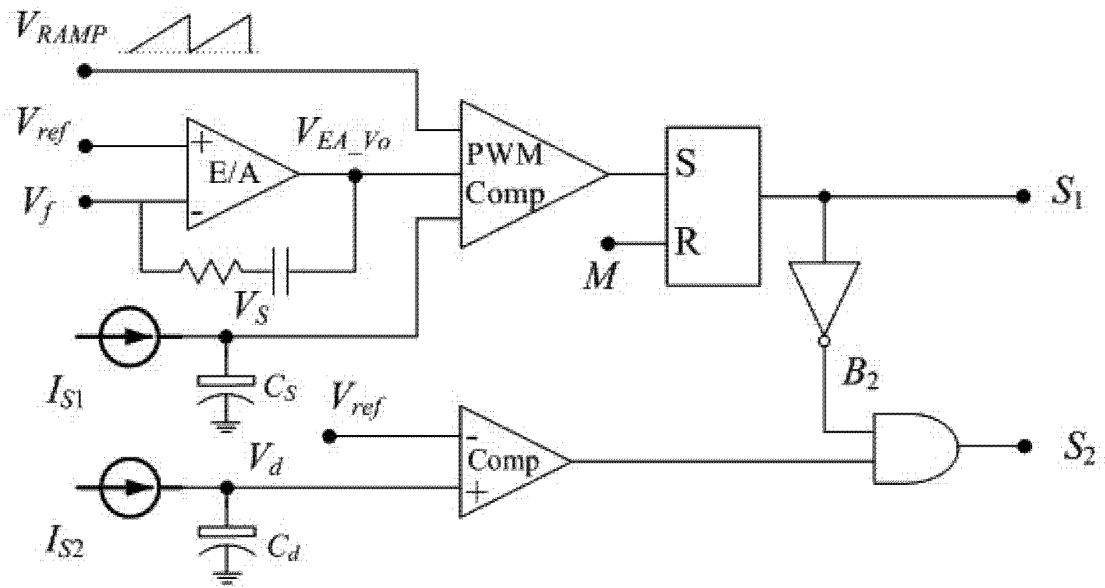 V_RAMP
V_ref
+
E/A
V_EA_Vo
PWM
Comp
S
S_1
V_f
-
R
M
V_S
I_S1
C_S
B_2
V_ref
-
Comp
+
S_2
V_d
I_S2
C_d